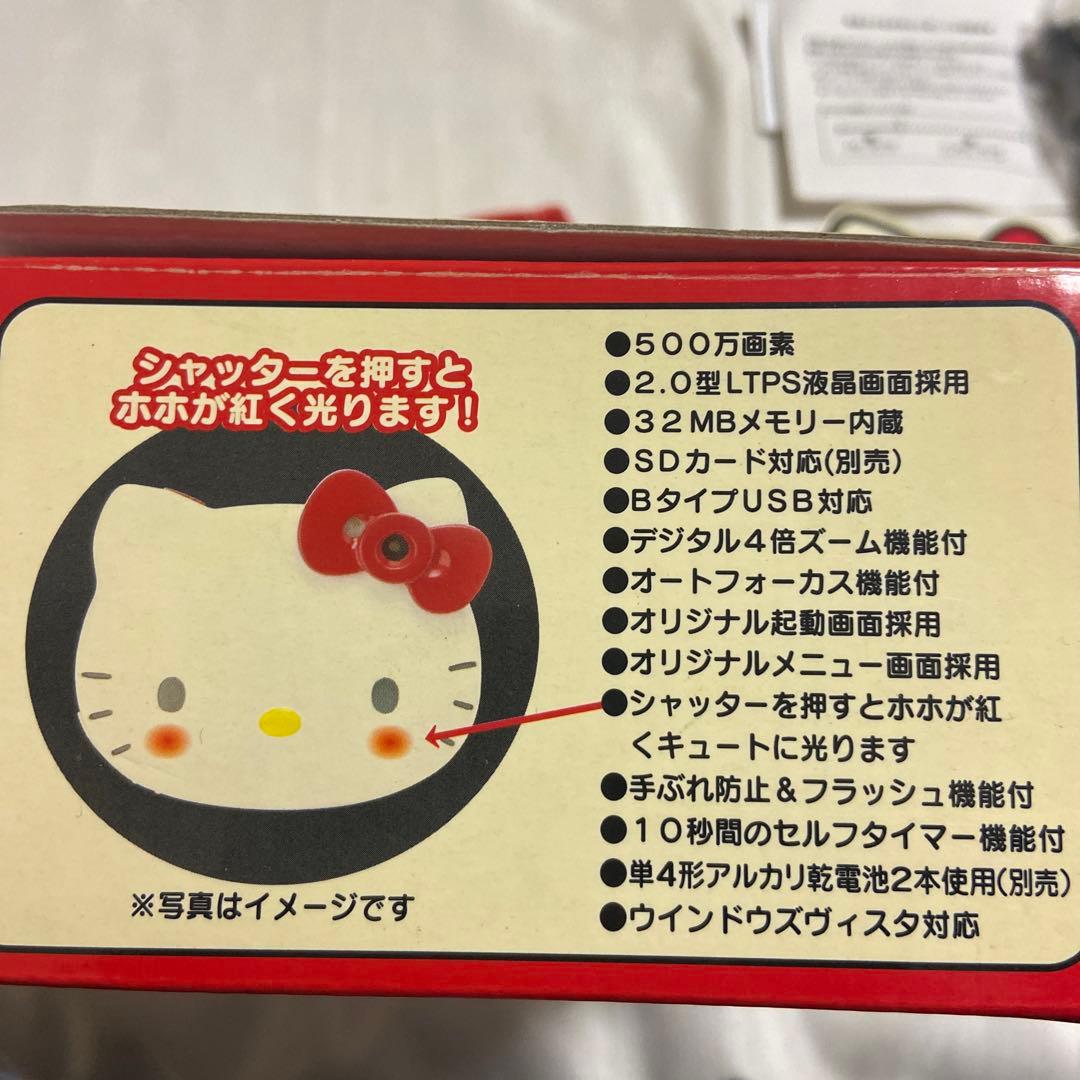 シャッターを押すと
ホホが紅く光ります!
※写真はイメージです
●500万画素
●2.0型LTPS液晶画面採用
●32MBメモリー内蔵
●SDカード対応(別売)
●BタイプUSB対応
●デジタル4倍ズーム機能付
●オートフォーカス機能付
●オリジナル起動画面採用
●オリジナルメニュー画面採用
●シャッターを押すとホホが紅
くキュートに光ります
●手ぶれ防止&フラッシュ機能付
●10秒間のセルフタイマー機能付
●単4形アルカリ乾電池2本使用(別売)
●ウインドウズヴィスタ対応